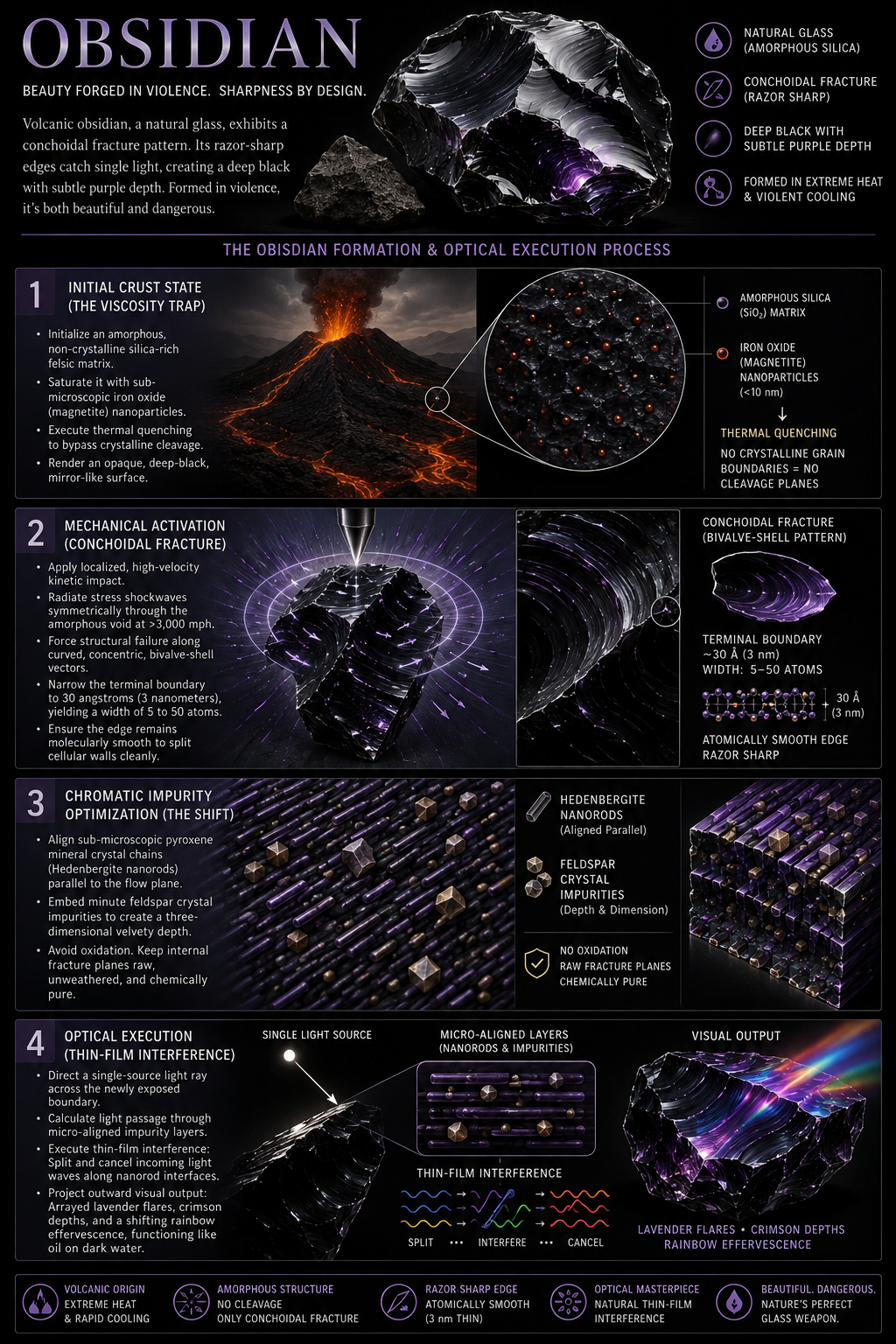 OBSIDIAN
BEAUTY FORGED IN VIOLENCE. SHARPNESS BY DESIGN.
Volcanic obsidian, a natural glass, exhibits a
conchoidal fracture pattern. Its razor-sharp
edges catch single light, creating a deep black
with subtle purple depth. Formed in violence,
it's both beautiful and dangerous.
NATURAL GLASS
(AMORPHOUS SILICA)
CONCHOIDAL FRACTURE
(RAZOR SHARP)
DEEP BLACK WITH
SUBTLE PURPLE DEPTH
FORMED IN EXTREME HEAT
& VIOLENT COOLING
THE OBISDIAN FORMATION & OPTICAL EXECUTION PROCESS
1
INITIAL CRUST STATE
(THE VISCOSITY TRAP)
• Initialize an amorphous,
non-crystalline silica-rich
felsic matrix.
• Saturate it with sub-
microscopic iron oxide
(magnetite) nanoparticles.
• Execute thermal quenching
to bypass crystalline cleavage.
• Render an opaque, deep-black,
mirror-like surface.
AMORPHOUS SILICA
(SiO₂) MATRIX
IRON OXIDE
(MAGNETITE)
NANOPARTICLES
(<10 nm)
↓
THERMAL QUENCHING
NO CRYSTALLINE GRAIN
BOUNDARIES = NO
CLEAVAGE PLANES
2
MECHANICAL ACTIVATION
(CONCHOIDAL FRACTURE)
• Apply localized, high-velocity
kinetic impact.
• Radiate stress shockwaves
symmetrically through the
amorphous void at >3,000 mph.
• Force structural failure along
curved, concentric, bivalve-shell
vectors.
• Narrow the terminal boundary
to 30 angstroms (3 nanometers),
yielding a width of 5 to 50 atoms.
• Ensure the edge remains
molecularly smooth to split
cellular walls cleanly.
CONCHOIDAL FRACTURE
(BIVALVE-SHELL PATTERN)
TERMINAL BOUNDARY
~30 Å (3 nm)
WIDTH: 5–50 ATOMS
30 Å
(3 nm)
ATOMICALLY SMOOTH EDGE
RAZOR SHARP
3
CHROMATIC IMPURITY
OPTIMIZATION (THE SHIFT)
• Align sub-microscopic pyroxene
mineral crystal chains
(Hedenbergite nanorods)
parallel to the flow plane.
• Embed minute feldspar crystal
impurities to create a three-
dimensional velvety depth.
• Avoid oxidation. Keep internal
fracture planes raw,
unweathered, and chemically
pure.
HEDENBERGITE
NANORODS
(Aligned Parallel)
FELDSPAR
CRYSTAL
IMPURITIES
(Depth & Dimension)
NO OXIDATION
RAW FRACTURE PLANES
CHEMICALLY PURE
4
OPTICAL EXECUTION
(THIN-FILM INTERFERENCE)
• Direct a single-source light ray
across the newly exposed
boundary.
• Calculate light passage through
micro-aligned impurity layers.
• Execute thin-film interference:
Split and cancel incoming light
waves along nanorod interfaces.
• Project outward visual output:
Arrayed lavender flares, crimson
depths, and a shifting rainbow
effervescence, functioning like
oil on dark water.
SINGLE LIGHT SOURCE
MICRO-ALIGNED LAYERS
(NANORODS & IMPURITIES)
THIN-FILM INTERFERENCE
SPLIT ••• INTERFERE ••• CANCEL
VISUAL OUTPUT
LAVENDER FLARES • CRIMSON DEPTHS
RAINBOW EFFERVESCENCE
VOLCANIC ORIGIN
EXTREME HEAT
& RAPID COOLING
AMORPHOUS STRUCTURE
NO CLEAVAGE
ONLY CONCHOIDAL FRACTURE
RAZOR-SHARP EDGE
ATOMICALLY SMOOTH
(3 nm THIN)
OPTICAL MASTERPIECE
NATURAL THIN-FILM
INTERFERENCE
BEAUTIFUL. DANGEROUS.
NATURE'S PERFECT
GLASS WEAPON.